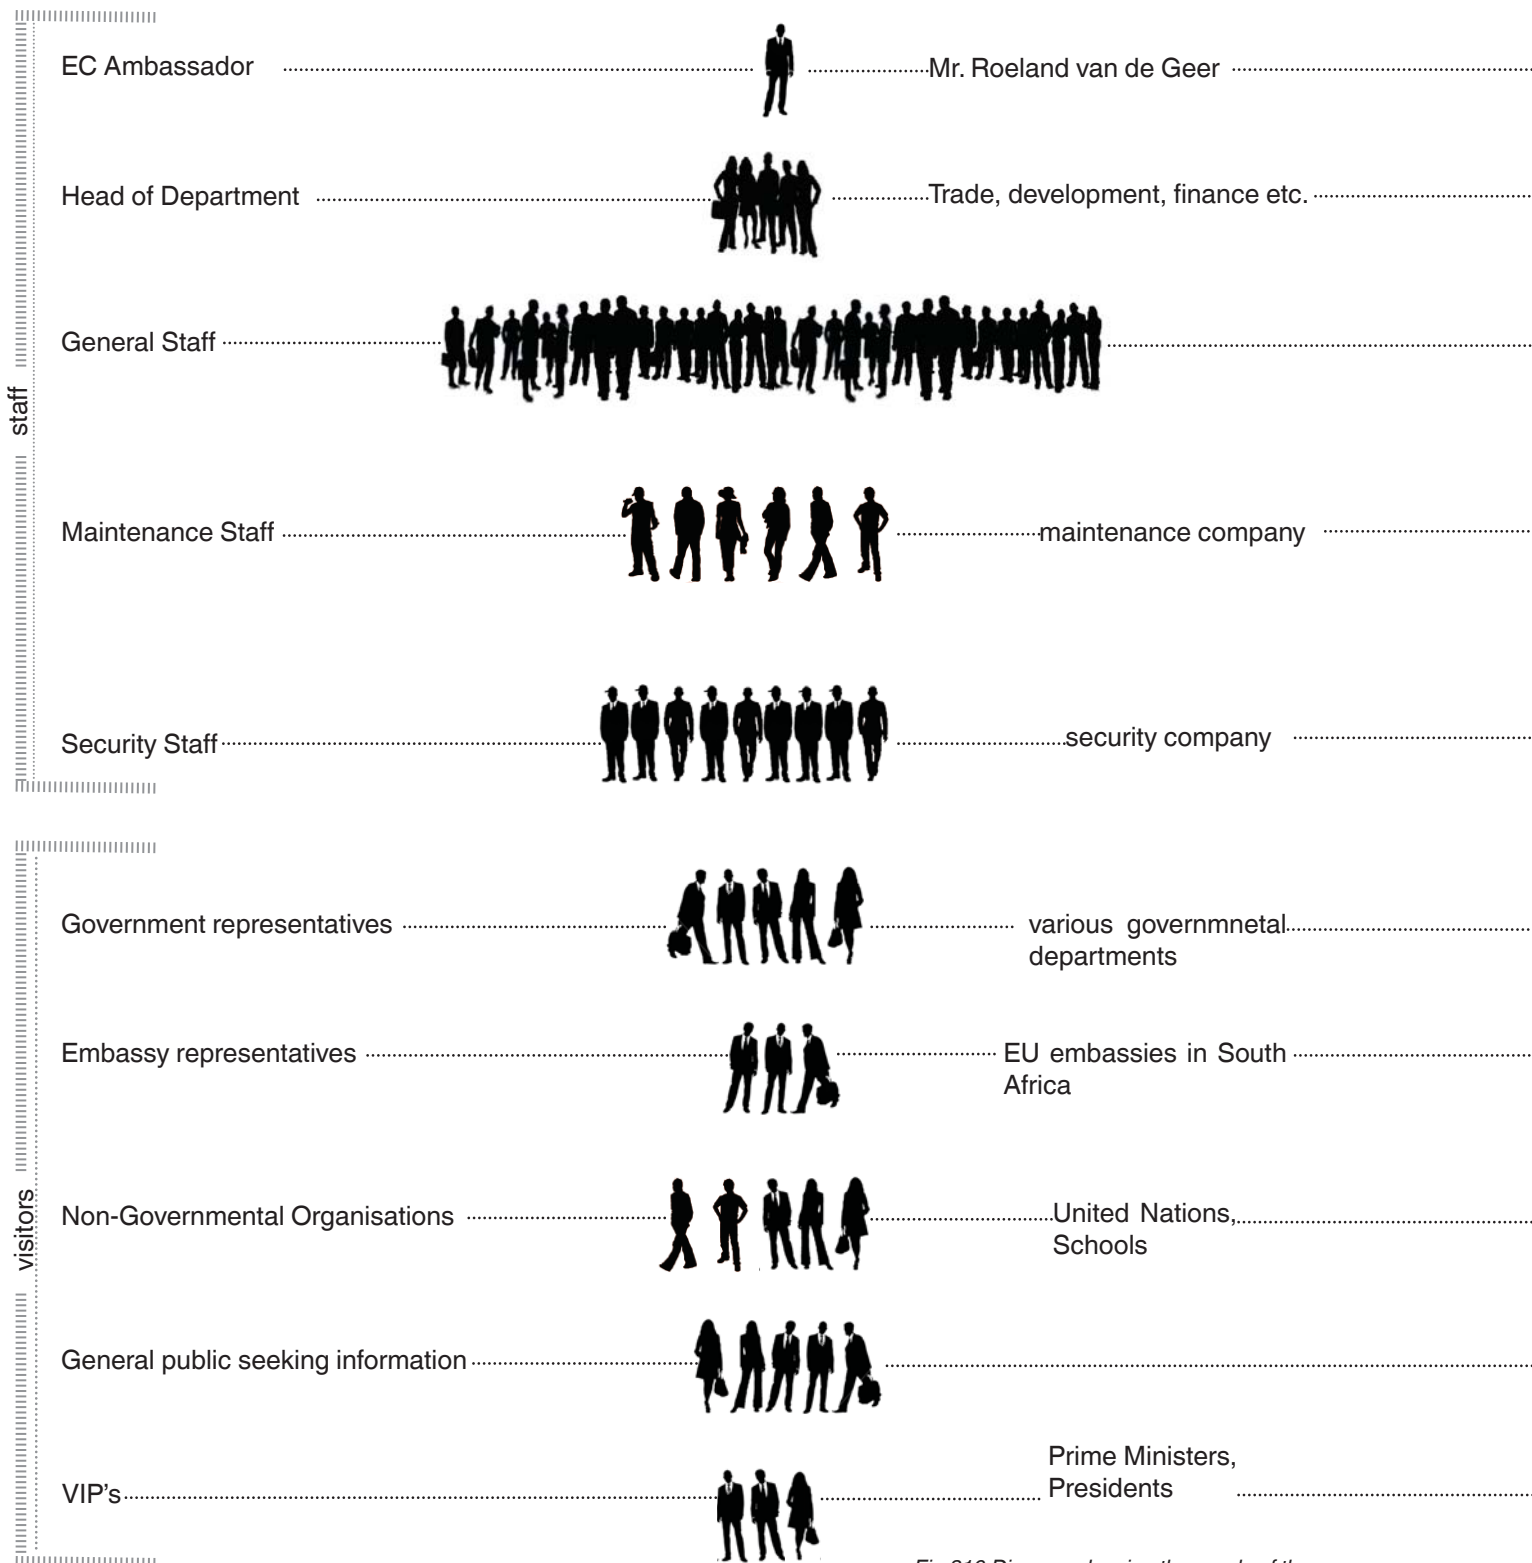 EC Ambassador Mr. Roeland van de Geer
Head of Department Trade, development, finance etc.
General Staff
staff
Maintenance Staff maintenance company
Security Staff security company
Government representatives various governmnetal
departments
Embassy representatives EU embassies in South
Africa
visitors
Non-Governmental Organisations United Nations,
Schools
General public seeking information
Prime Ministers,
VIP's Presidents